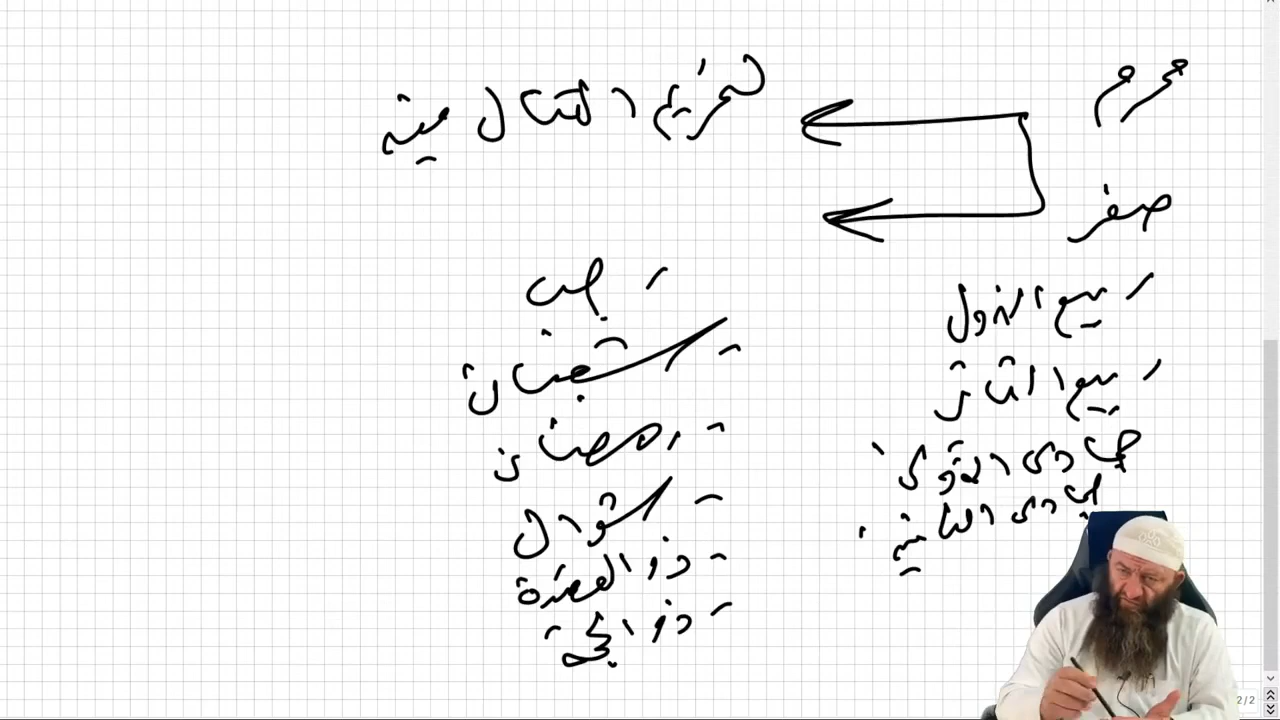 محرم
تحريم القتال فيه
صفر
ربيع الأول
ربيع الثاني
جمادى الأولى
جمادى الثانية
رجب
- شعبان
- رمضان
- شوال
- ذو القعدة
- ذو الحجة
2/2